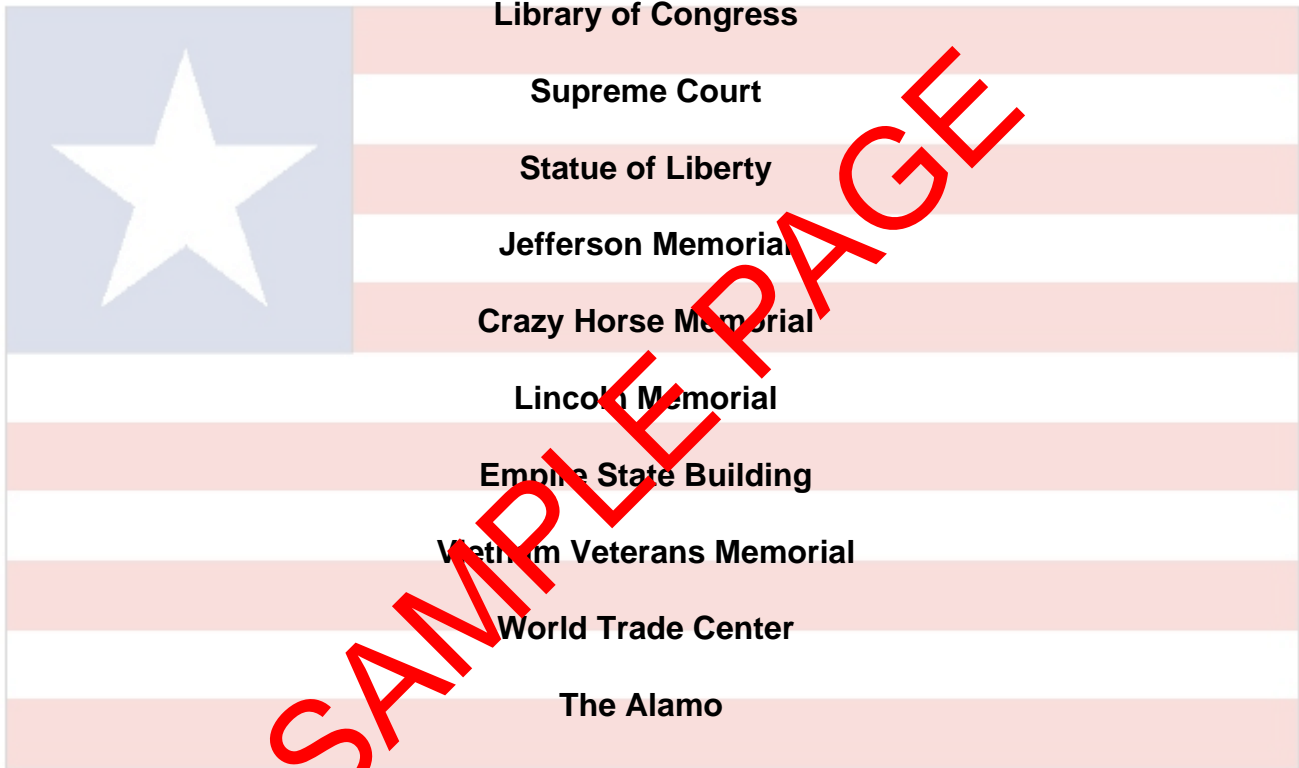 Library of Congress
Supreme Court
Statue of Liberty
Jefferson Memorial
Crazy Horse Memorial
Lincoln Memorial
Empire State Building
Vietnam Veterans Memorial
World Trade Center
The Alamo
SAMPLE PAGE